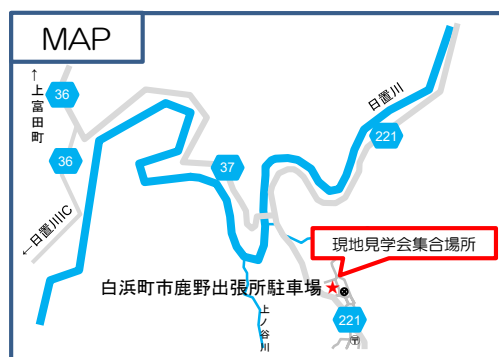 MAP
↑上富田町
36
36
37
日置川
221
←日置川IC
現地見学会集合場所
白浜町市鹿野出張所駐車場
上ノ谷川
221